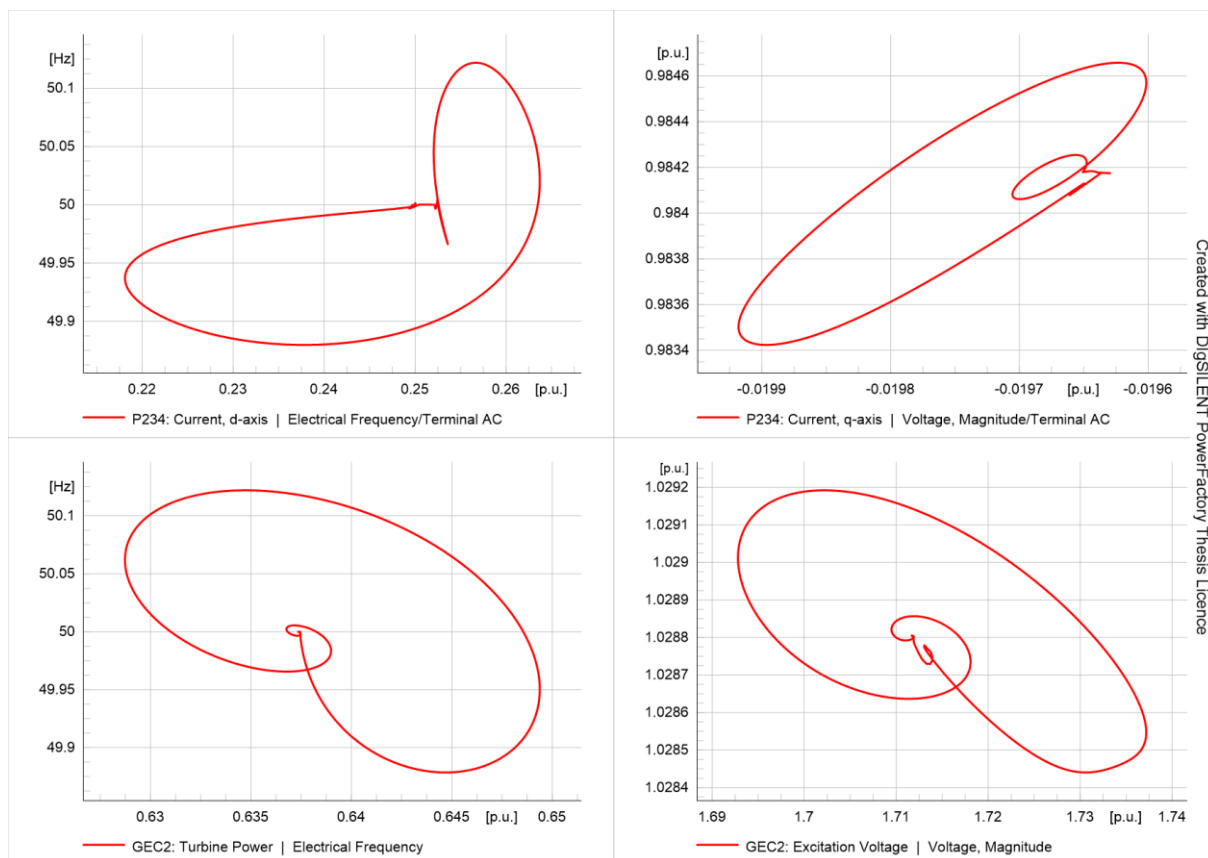 [Hz]
50.1
50.05
50
49.95
49.9
0.22 0.23 0.24 0.25 0.26 [p.u.]
P234: Current, d-axis | Electrical Frequency/Terminal AC
[p.u.]
0.9846
0.9844
0.9842
0.984
0.9838
0.9836
0.9834
-0.0199 -0.0198 -0.0197 [p.u.] -0.0196
P234: Current, q-axis | Voltage, Magnitude/Terminal AC
[Hz]
50.1
50.05
50
49.95
49.9
0.63 0.635 0.64 0.645 [p.u.] 0.65
GEC2: Turbine Power | Electrical Frequency
[p.u.]
1.0292
1.0291
1.029
1.0289
1.0288
1.0287
1.0286
1.0285
1.0284
1.69 1.7 1.71 1.72 1.73 [p.u.] 1.74
GEC2: Excitation Voltage | Voltage, Magnitude
Created with DIgSILENT PowerFactory Thesis Licence